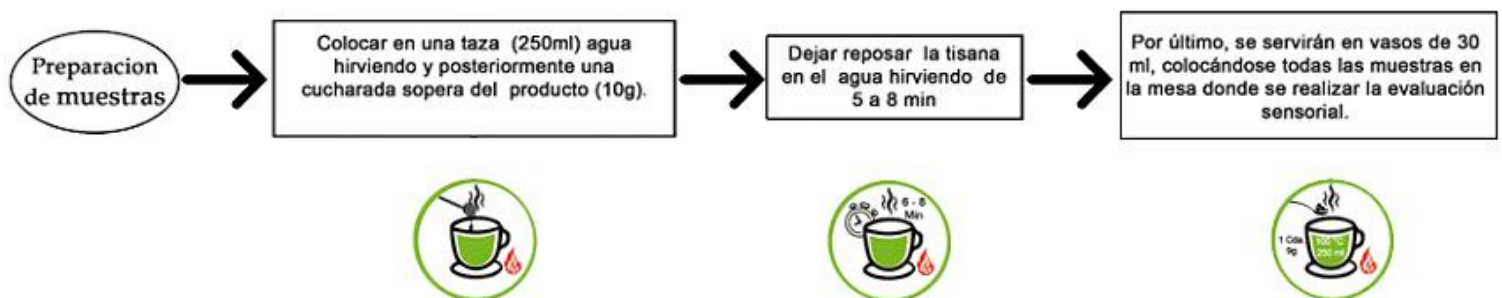 Preparacion
de muestras
Colocar en una taza (250ml) agua
hirviendo y posteriormente una
cucharada sopera del producto (10g).
Dejar reposar la tisana
en el agua hirviendo de
5 a 8 min
Por último, se servirán en vasos de 30
ml, colocándose todas las muestras en
la mesa donde se realizar la evaluación
sensorial.
6 - 8
Min
1 Cda.
9g
100 °C
250 ml